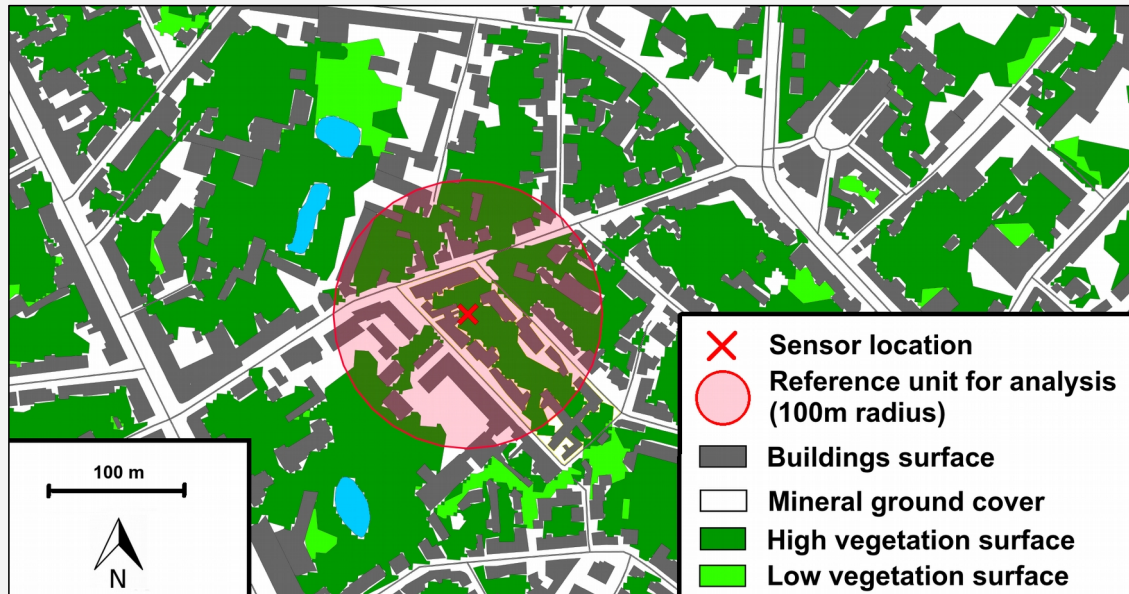 100 m
N
Sensor location
Reference unit for analysis
(100m radius)
Buildings surface
Mineral ground cover
High vegetation surface
Low vegetation surface